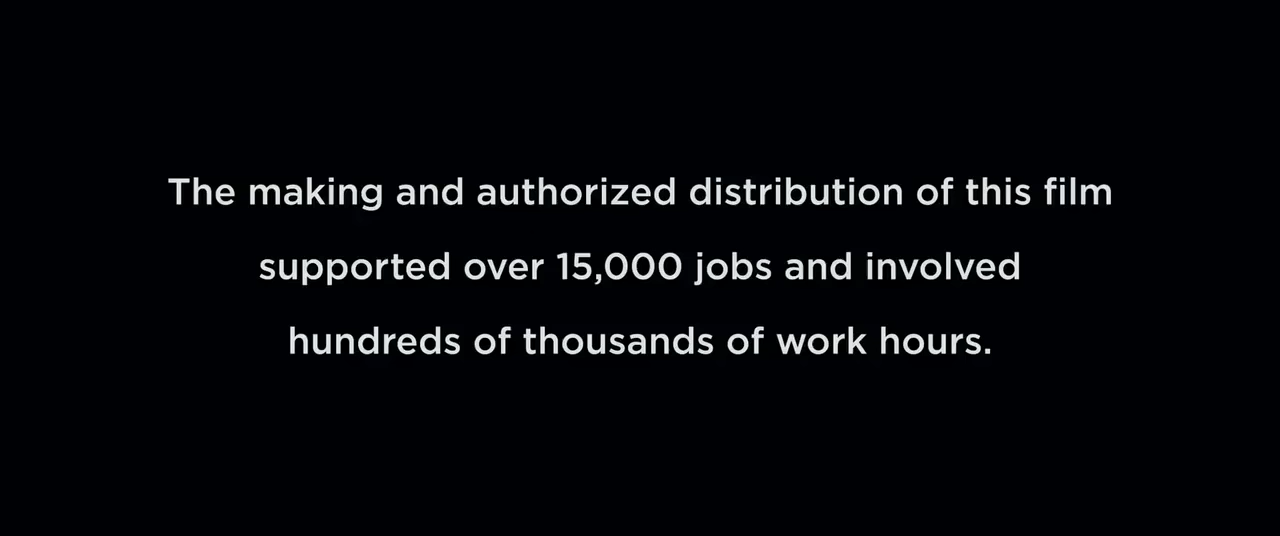 The making and authorized distribution of this film
supported over 15,000 jobs and involved
hundreds of thousands of work hours.